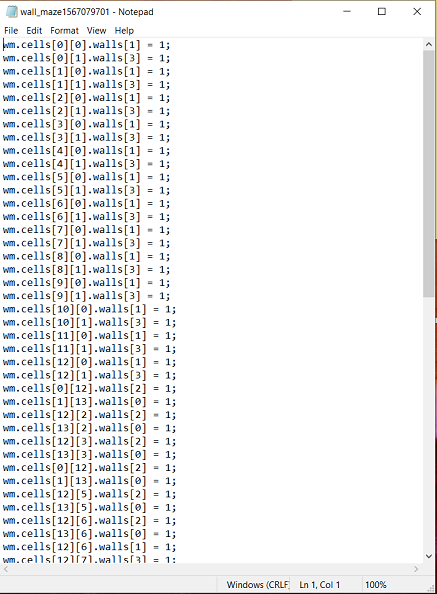 wall_maze1567079701 - Notepad
File Edit Format View Help
wm.cells[0][0].walls[1] = 1;
wm.cells[0][1].walls[3] = 1;
wm.cells[1][0].walls[1] = 1;
wm.cells[1][1].walls[3] = 1;
wm.cells[2][0].walls[1] = 1;
wm.cells[2][1].walls[3] = 1;
wm.cells[3][0].walls[1] = 1;
wm.cells[3][1].walls[3] = 1;
wm.cells[4][0].walls[1] = 1;
wm.cells[4][1].walls[3] = 1;
wm.cells[5][0].walls[1] = 1;
wm.cells[5][1].walls[3] = 1;
wm.cells[6][0].walls[1] = 1;
wm.cells[6][1].walls[3] = 1;
wm.cells[7][0].walls[1] = 1;
wm.cells[7][1].walls[3] = 1;
wm.cells[8][0].walls[1] = 1;
wm.cells[8][1].walls[3] = 1;
wm.cells[9][0].walls[1] = 1;
wm.cells[9][1].walls[3] = 1;
wm.cells[10][0].walls[1] = 1;
wm.cells[10][1].walls[3] = 1;
wm.cells[11][0].walls[1] = 1;
wm.cells[11][1].walls[3] = 1;
wm.cells[12][0].walls[1] = 1;
wm.cells[12][1].walls[3] = 1;
wm.cells[0][12].walls[2] = 1;
wm.cells[1][13].walls[0] = 1;
wm.cells[12][2].walls[2] = 1;
wm.cells[13][2].walls[0] = 1;
wm.cells[12][3].walls[2] = 1;
wm.cells[13][3].walls[0] = 1;
wm.cells[0][12].walls[2] = 1;
wm.cells[1][13].walls[0] = 1;
wm.cells[12][5].walls[2] = 1;
wm.cells[13][5].walls[0] = 1;
wm.cells[12][6].walls[2] = 1;
wm.cells[13][6].walls[0] = 1;
wm.cells[12][6].walls[1] = 1;
wm.cells[12][7].walls[3] = 1;
Windows (CRLF) Ln 1, Col 1 100%